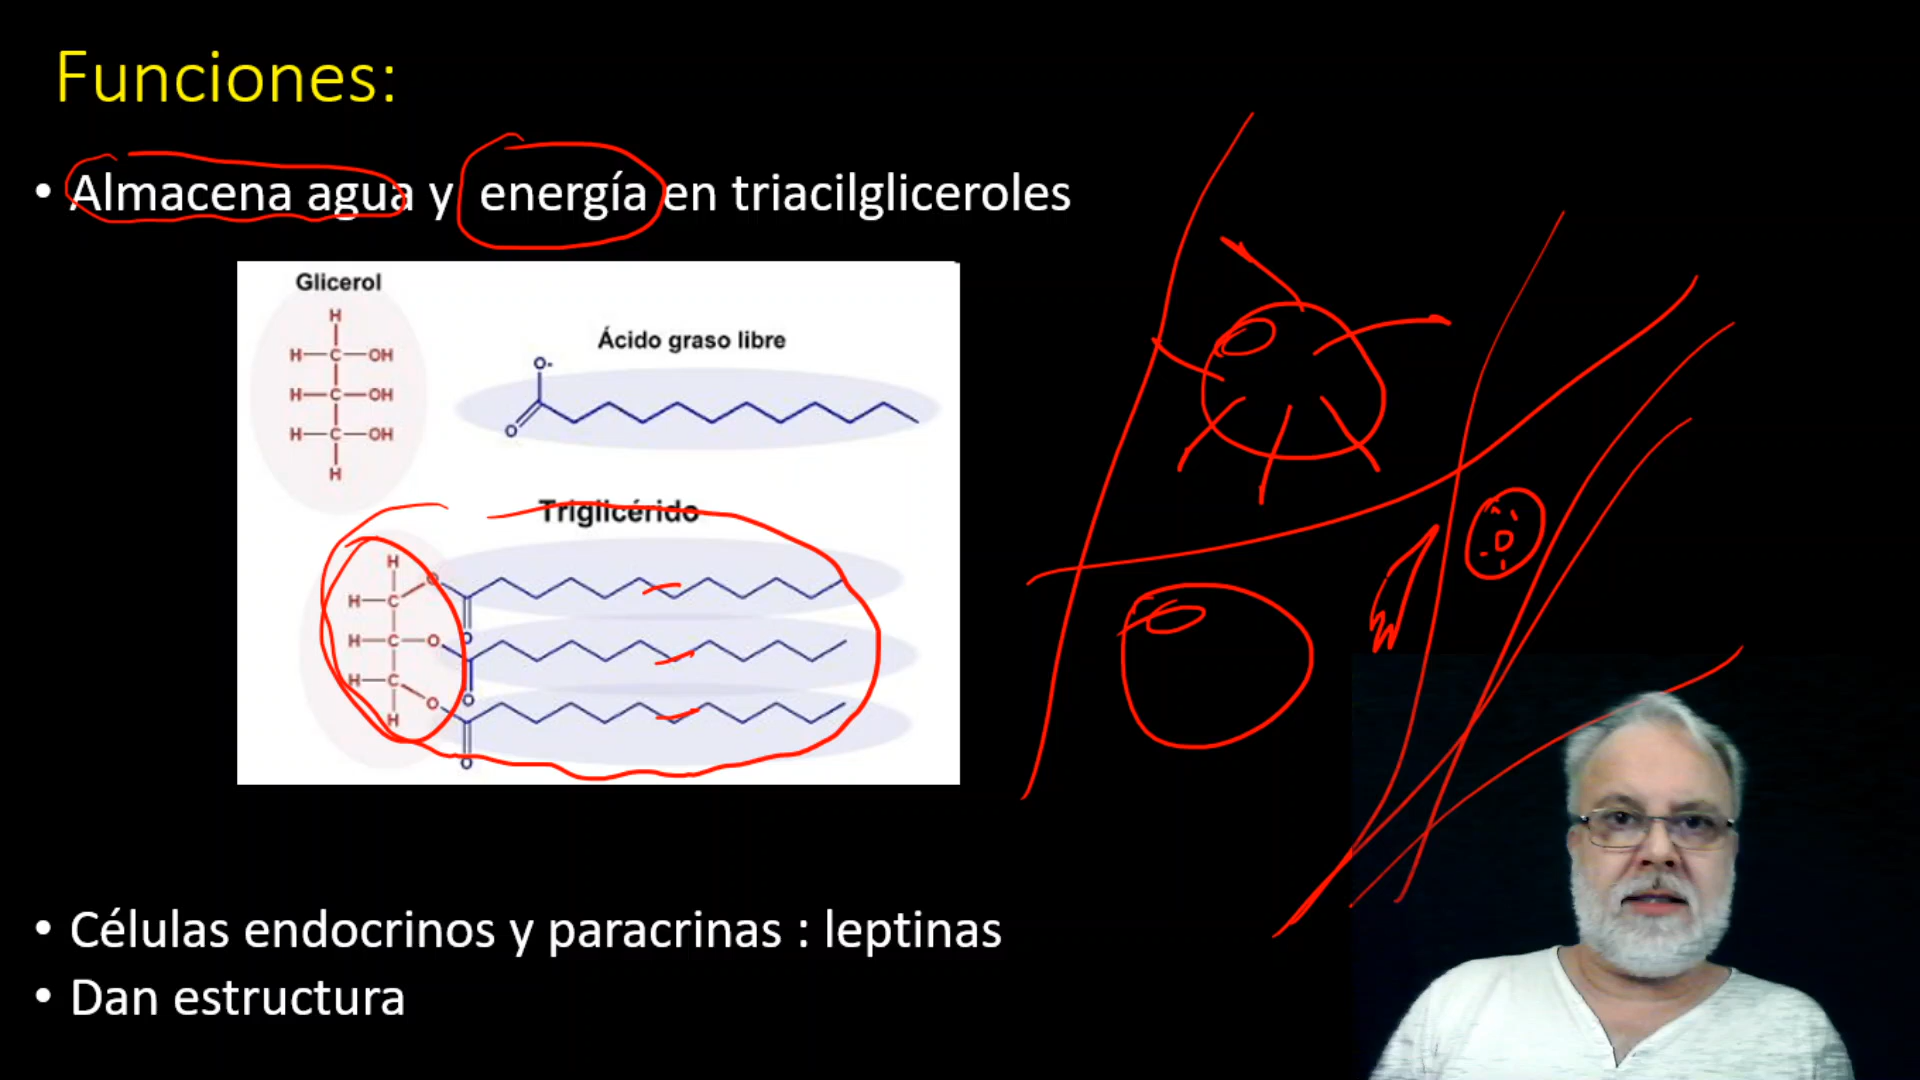 Funciones:
• Almacena agua y energía en triacilgliceroles
Glicerol
H
H—C—OH
H—C—OH
H—C—OH
H
Ácido graso libre
O-
O
Triglicérido
H
H—C—O
O
H—C—O
O
H—C—O
H
O
• Células endocrinos y paracrinas : leptinas
• Dan estructura